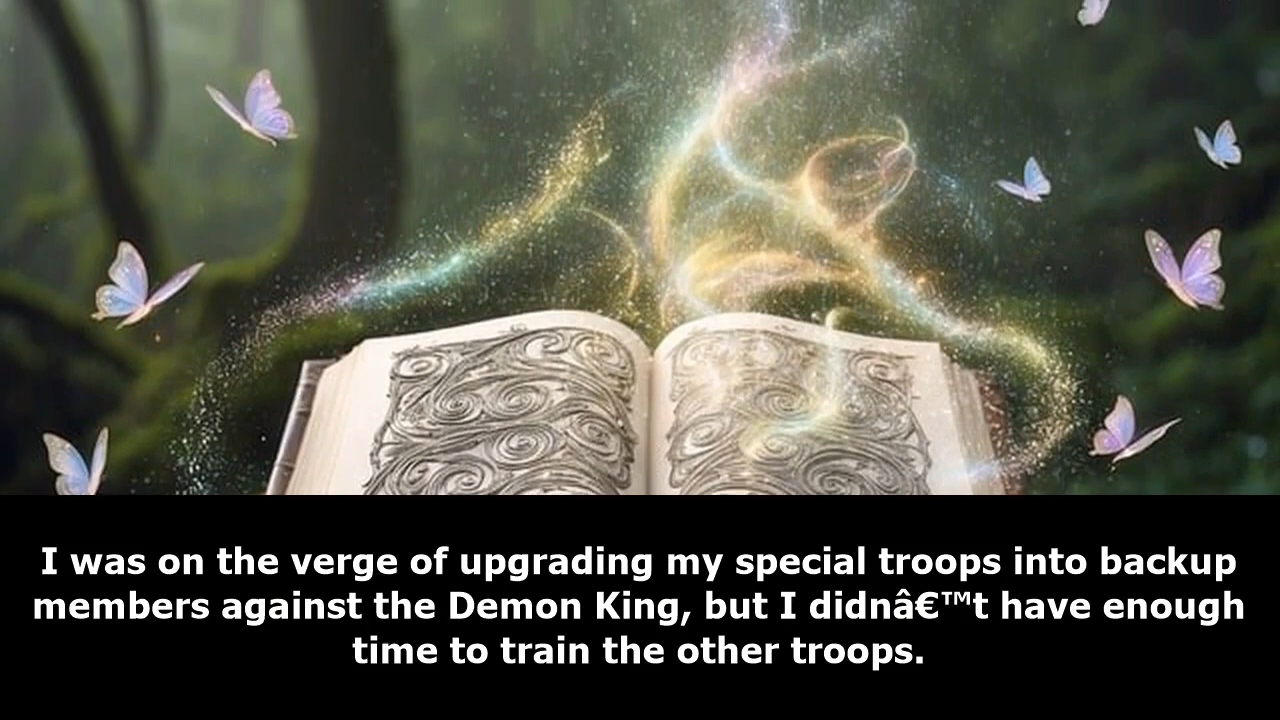 I was on the verge of upgrading my special troops into backup
members against the Demon King, but I didnâ€™t have enough
time to train the other troops.